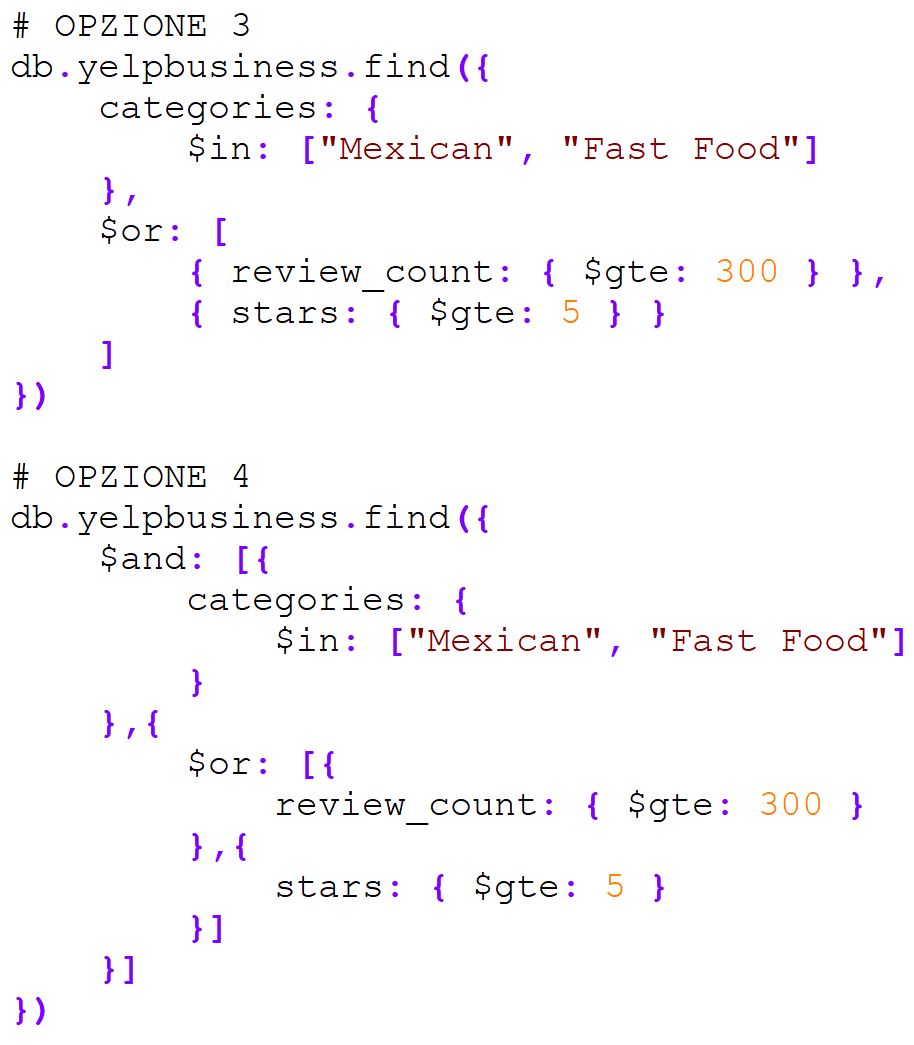 # OPZIONE 3
db.yelpbusiness.find({
    categories: {
        $in: ["Mexican", "Fast Food"]
    },
    $or: [
        { review_count: { $gte: 300 } },
        { stars: { $gte: 5 } }
    ]
})

# OPZIONE 4
db.yelpbusiness.find({
    $and: [{
        categories: {
            $in: ["Mexican", "Fast Food"]
        }
    },{
        $or: [{
            review_count: { $gte: 300 }
        },{
            stars: { $gte: 5 }
        }]
    }]
})